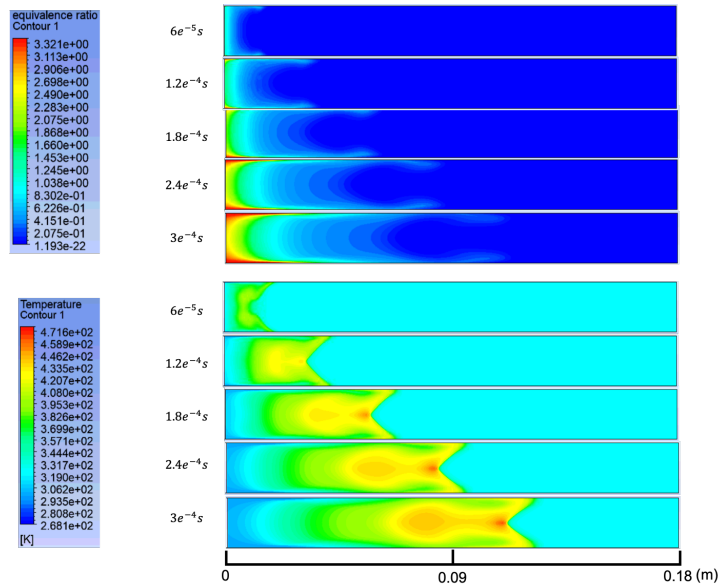 equivalence ratio
Contour 1
3.321e+00
3.113e+00
2.906e+00
2.698e+00
2.490e+00
2.283e+00
2.075e+00
1.868e+00
1.660e+00
1.453e+00
1.245e+00
1.038e+00
8.302e-01
6.226e-01
4.151e-01
2.075e-01
1.193e-22
6e⁻⁵s
1.2e⁻⁴s
1.8e⁻⁴s
2.4e⁻⁴s
3e⁻⁴s
Temperature
Contour 1
4.716e+02
4.589e+02
4.462e+02
4.335e+02
4.207e+02
4.080e+02
3.953e+02
3.826e+02
3.699e+02
3.571e+02
3.444e+02
3.317e+02
3.190e+02
3.062e+02
2.935e+02
2.808e+02
2.681e+02
[K]
6e⁻⁵s
1.2e⁻⁴s
1.8e⁻⁴s
2.4e⁻⁴s
3e⁻⁴s
0 0.09 0.18 (m)